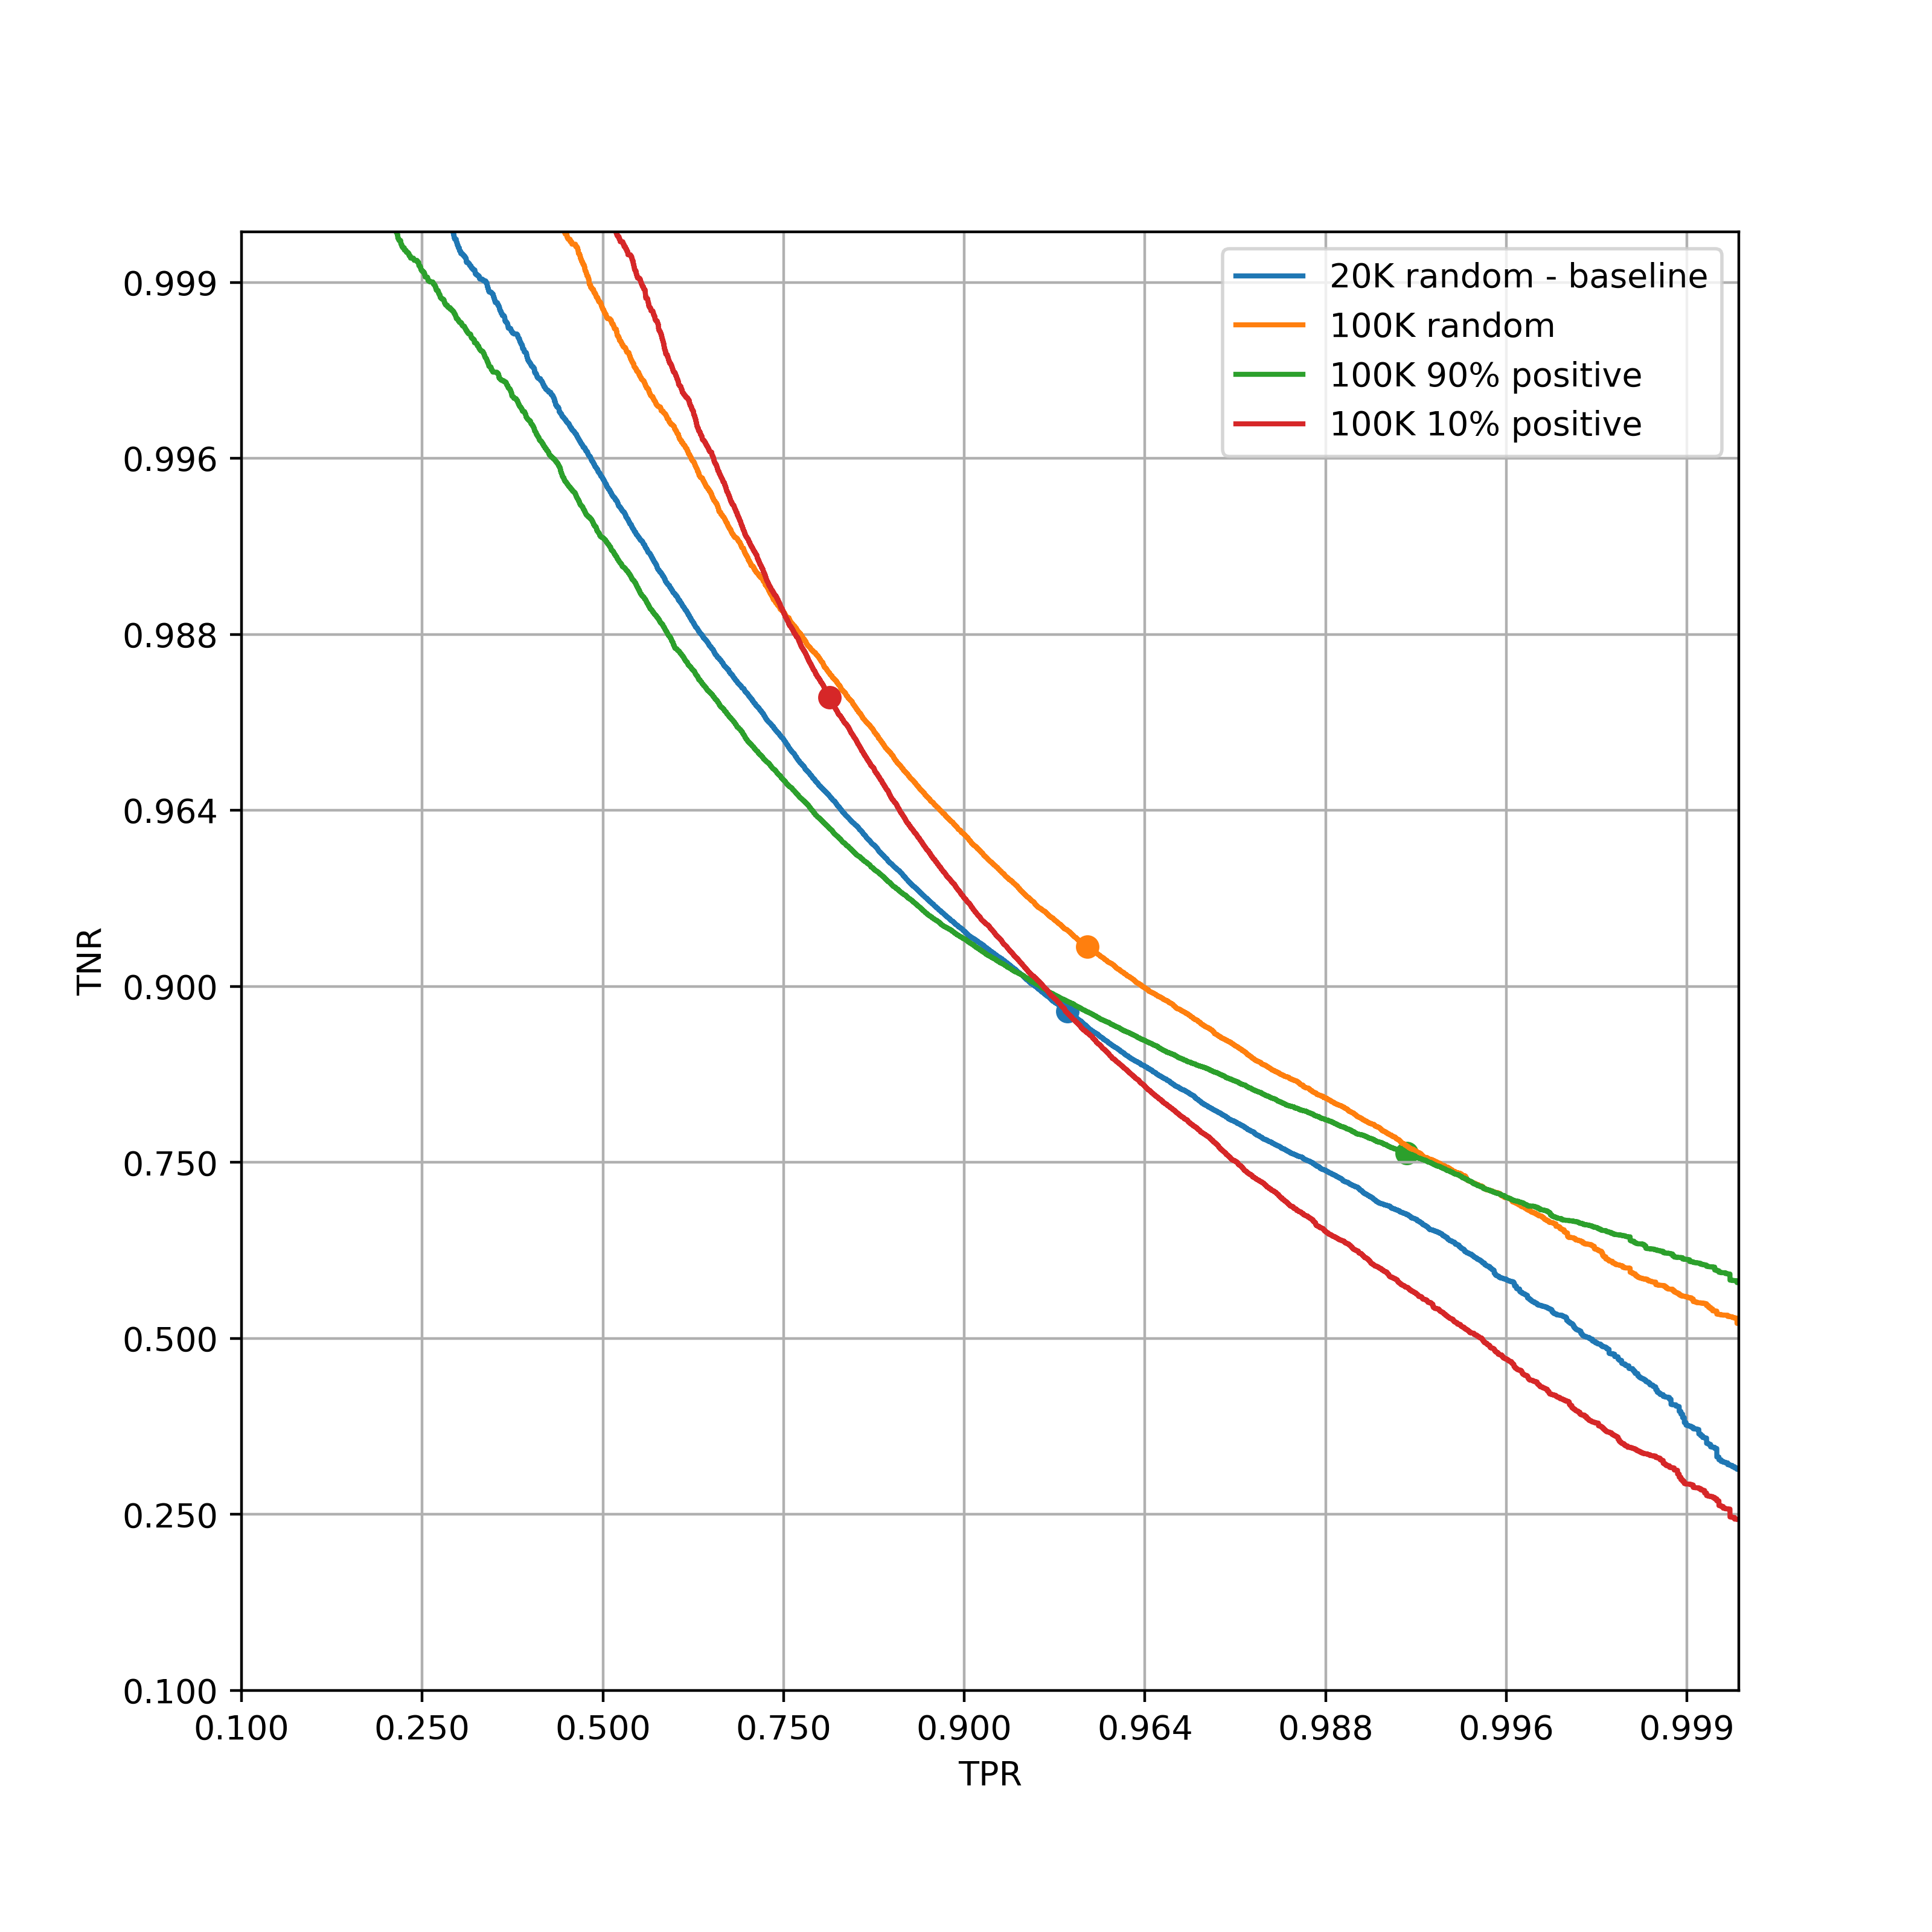 20K random - baseline
100K random
100K 90% positive
100K 10% positive
TNR
0.999
0.996
0.988
0.964
0.900
0.750
0.500
0.250
0.100
0.100 0.250 0.500 0.750 0.900 0.964 0.988 0.996 0.999
TPR